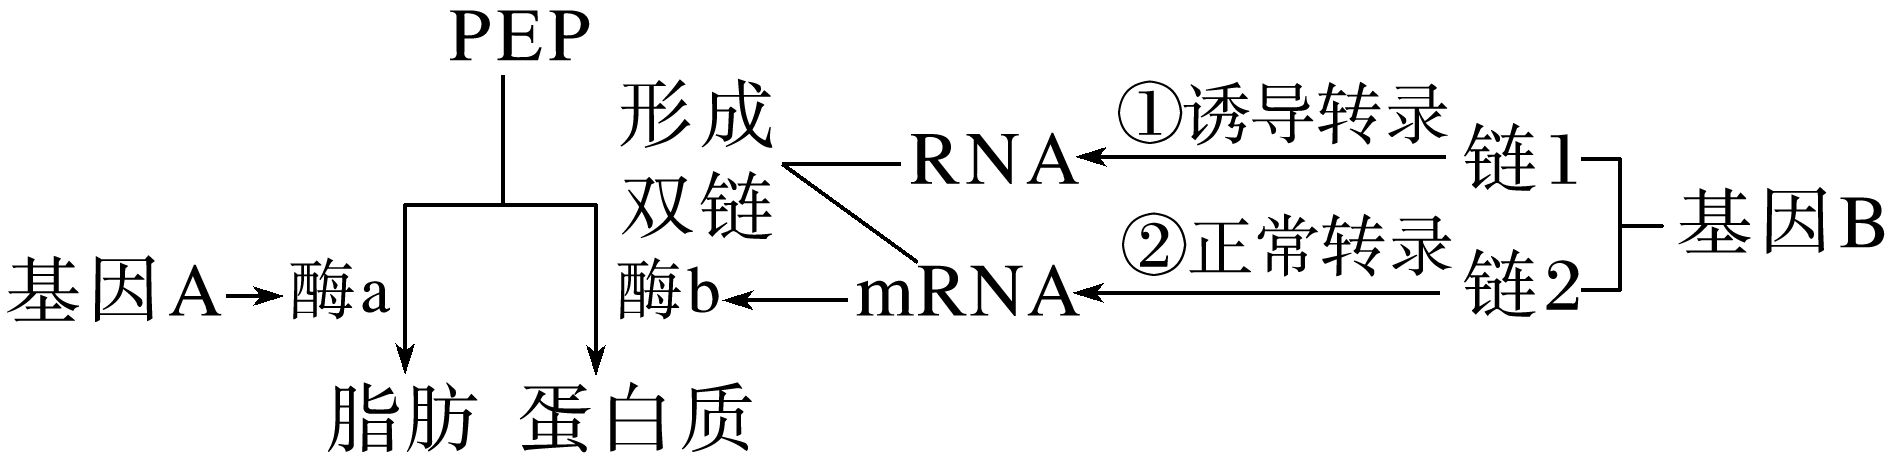 PEP
形成
双链
RNA
①诱导转录
链1
mRNA
②正常转录
链2
基因B
基因A
酶a
酶b
脂肪
蛋白质